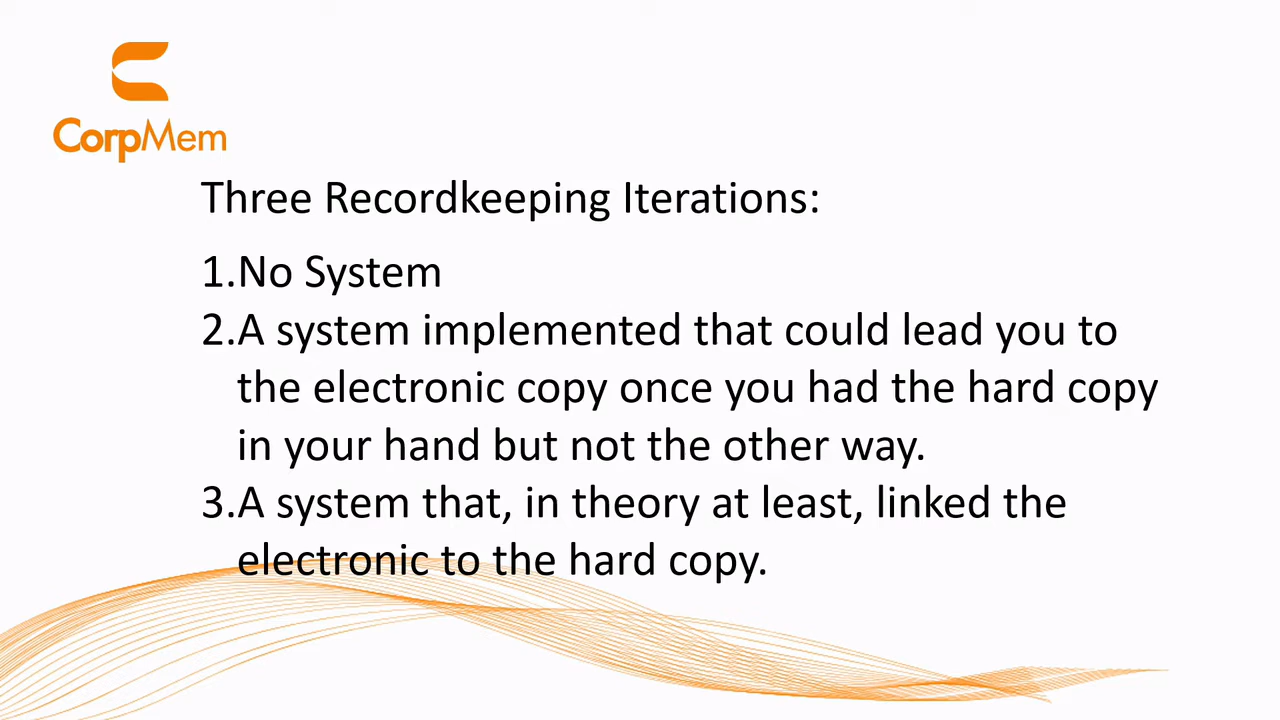 CorpMem
Three Recordkeeping Iterations:
1.No System
2.A system implemented that could lead you to
the electronic copy once you had the hard copy
in your hand but not the other way.
3.A system that, in theory at least, linked the
electronic to the hard copy.